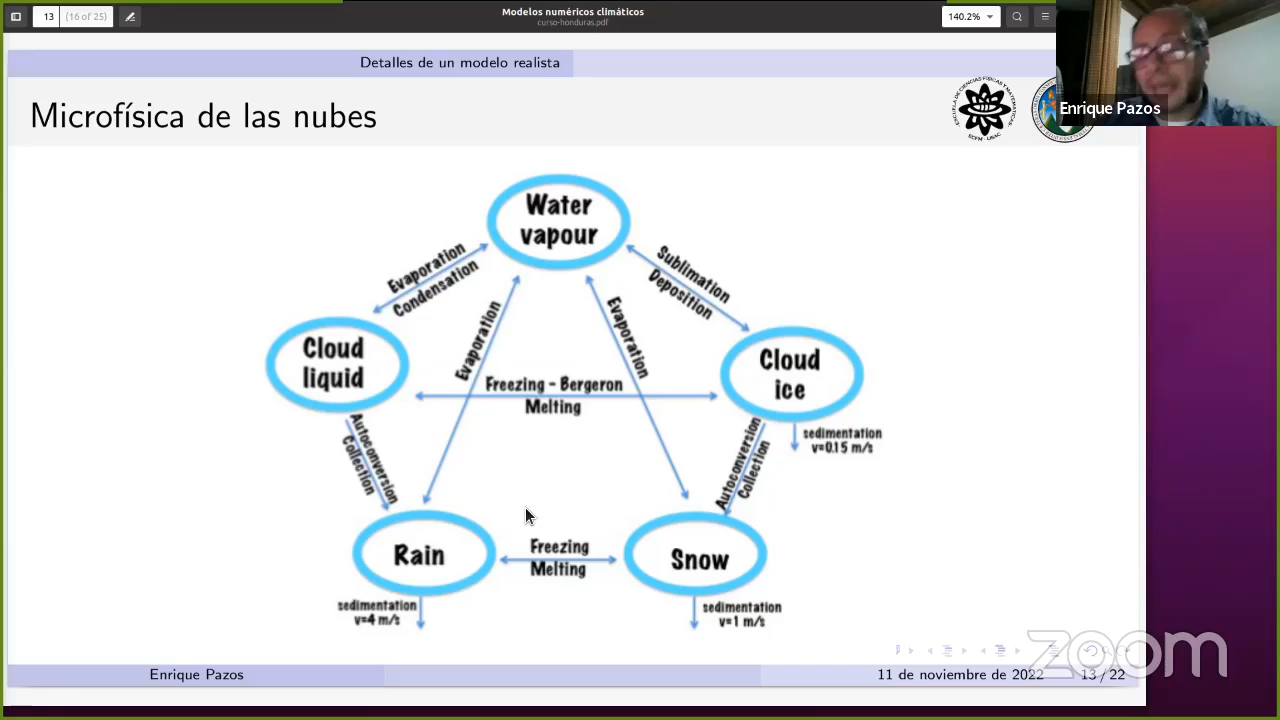 Modelos numéricos climáticos
curso-honduras.pdf
13
(16 of 25)
140.2%
Enrique Pazos
Detalles de un modelo realista
Microfísica de las nubes
Water
vapour
Evaporation
Condensation
Sublimation
Deposition
Cloud
liquid
Evaporation
Evaporation
Cloud
ice
Freezing - Bergeron
Melting
Autoconversion
Collection
Autoconversion
Collection
sedimentation
v=0.15 m/s
Rain
Freezing
Melting
Snow
sedimentation
v=4 m/s
sedimentation
v=1 m/s
Enrique Pazos
11 de noviembre de 2022
13 / 22
zoom